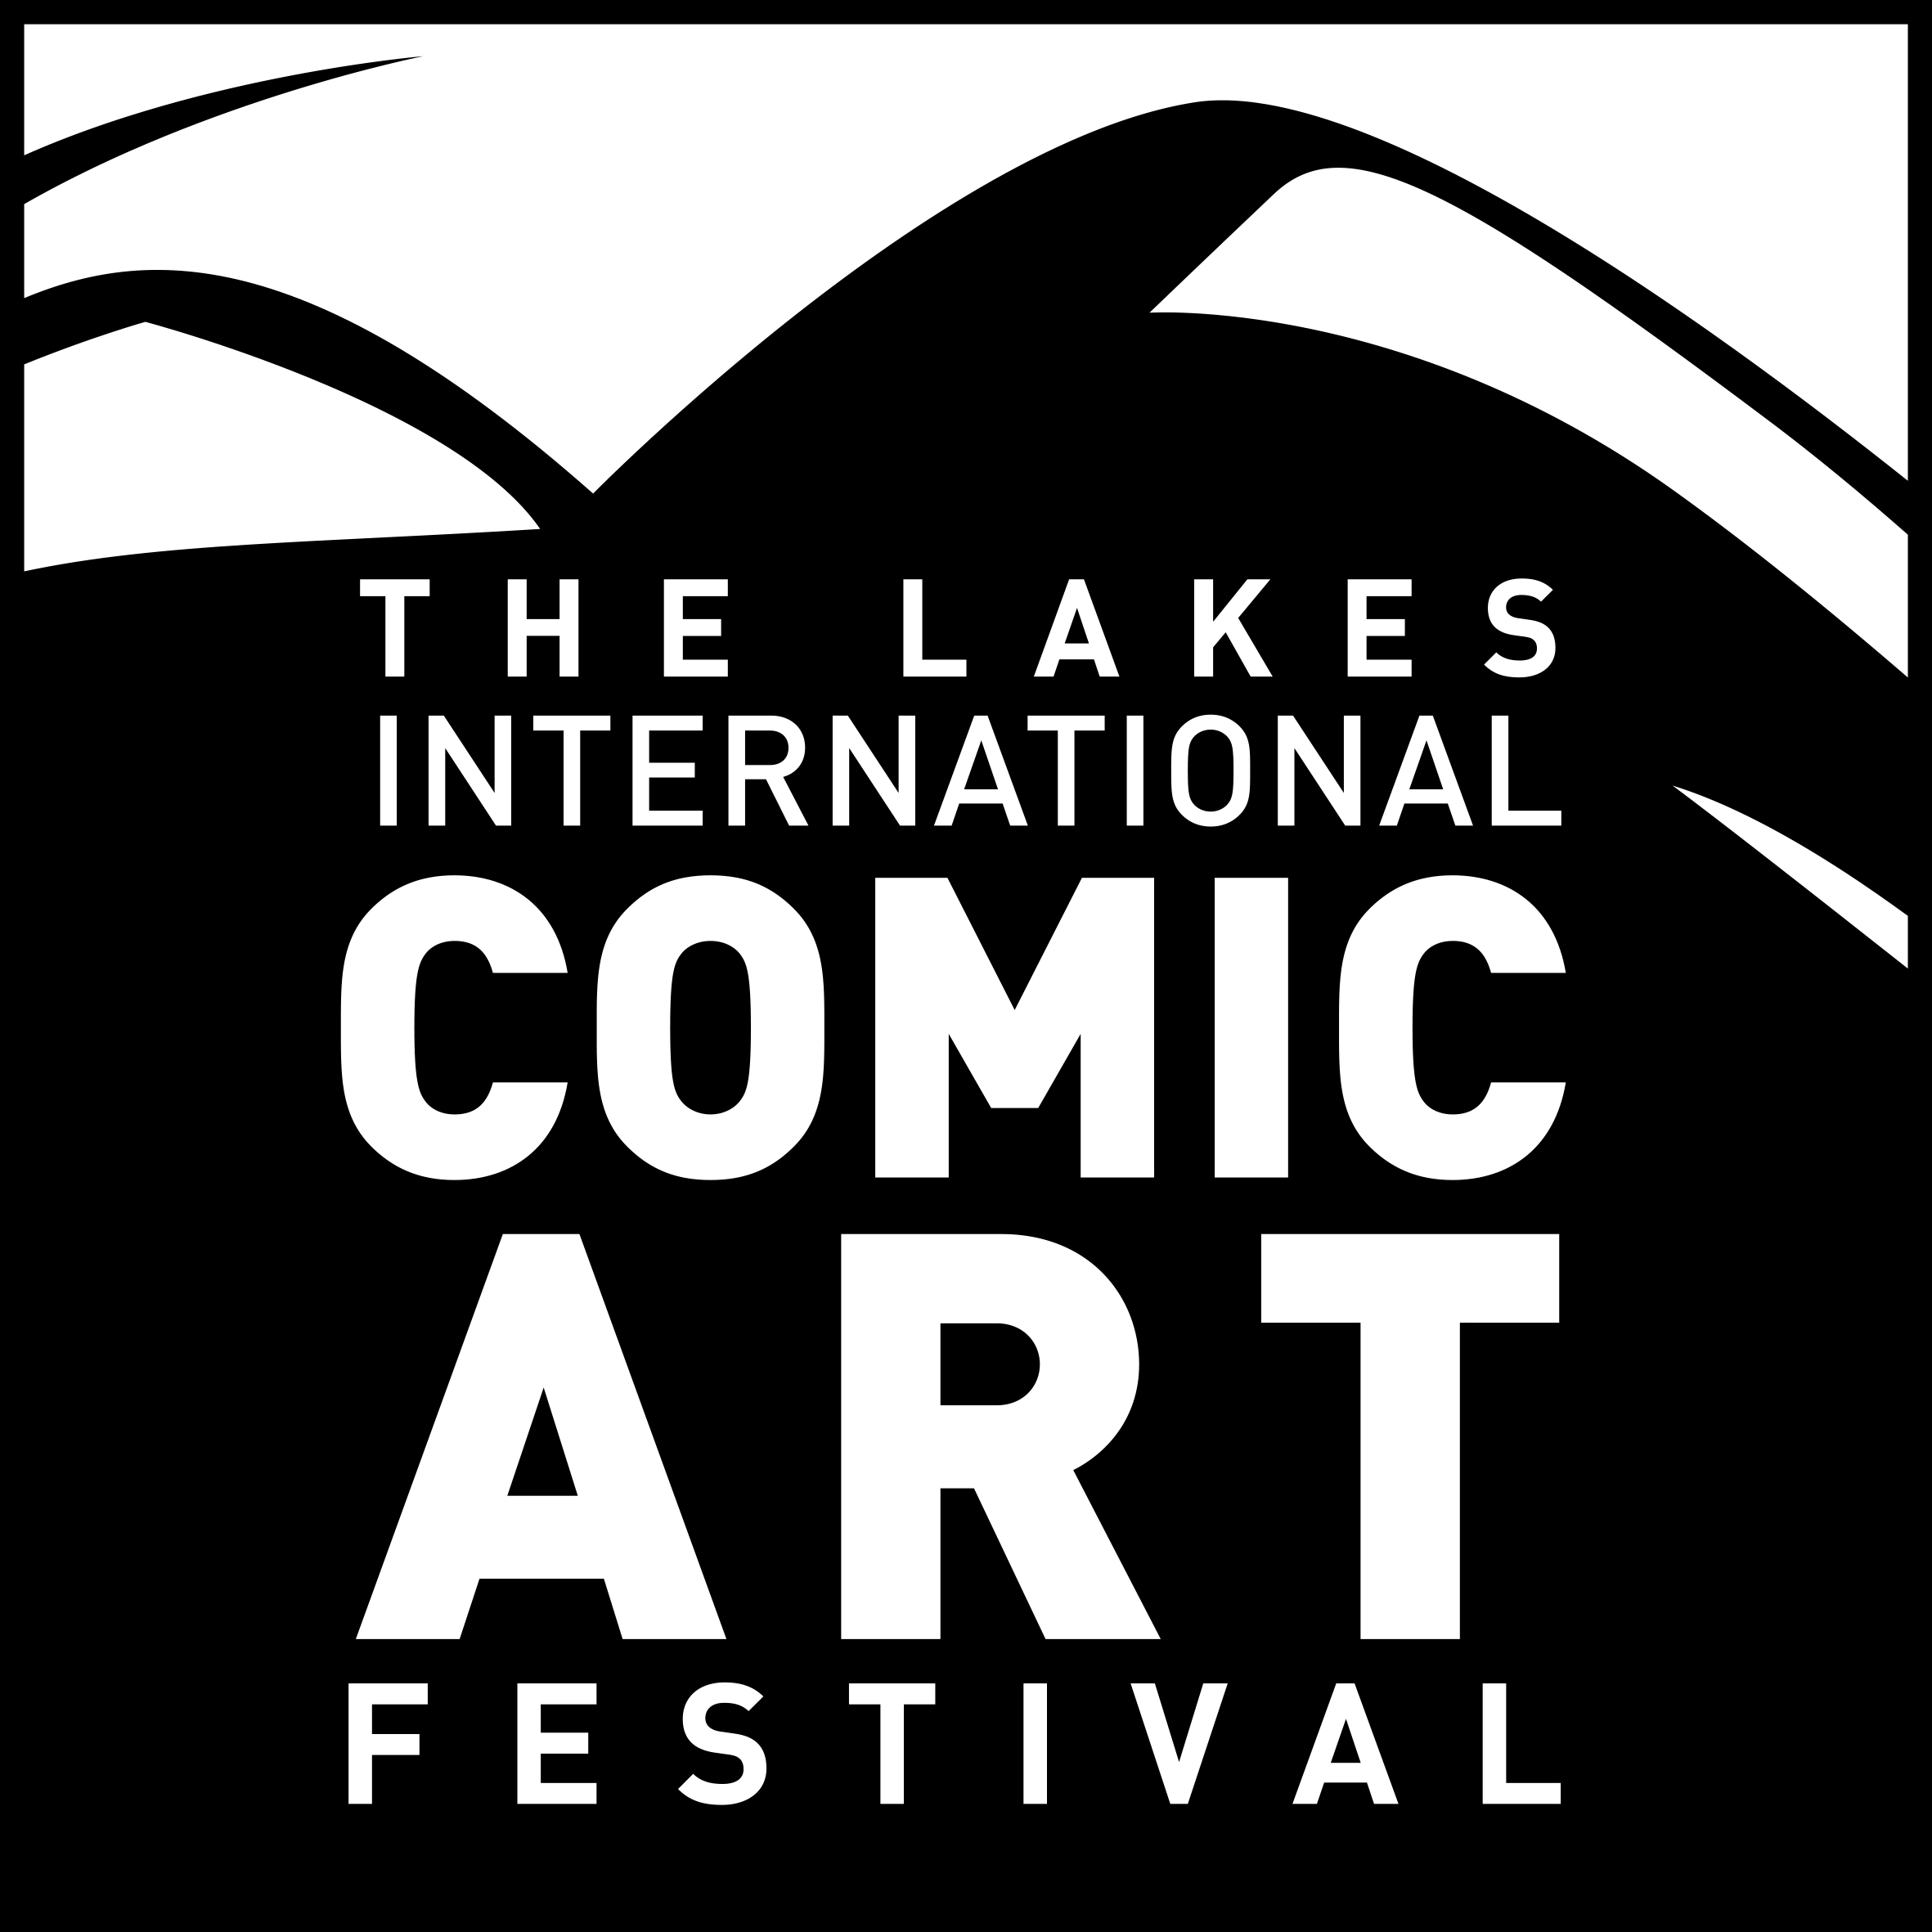 THE LAKES
INTERNATIONAL
COMIC
ART
FESTIVAL